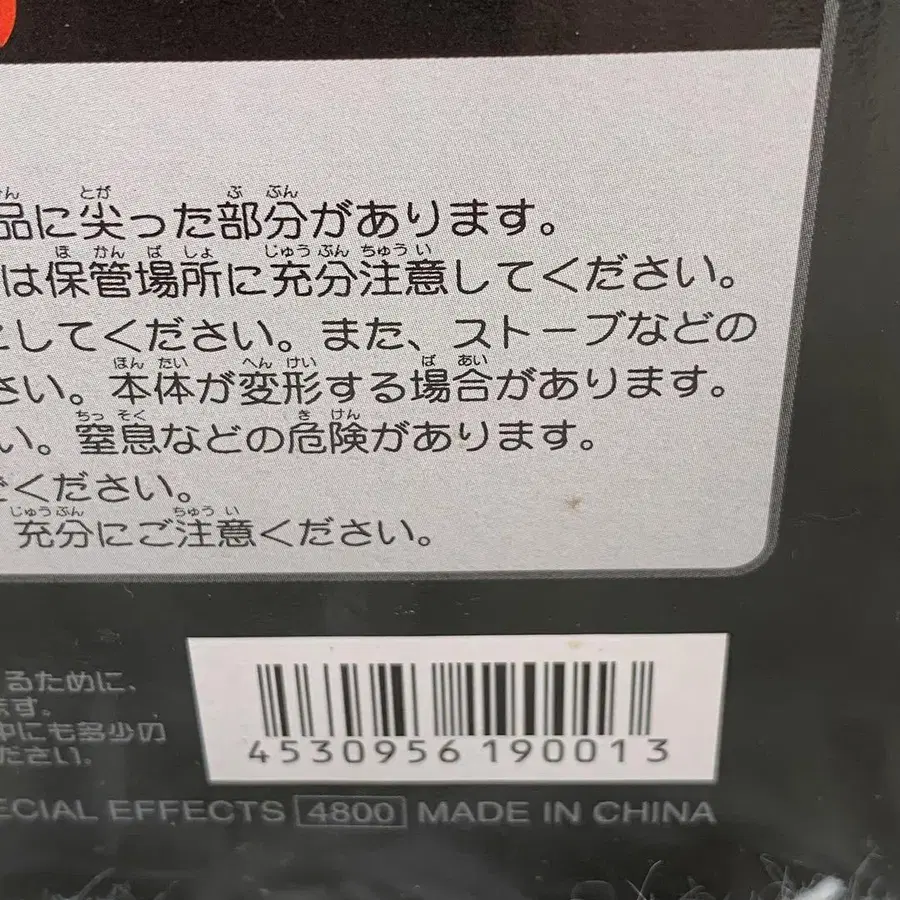 品に尖った部分があります。
は保管場所に充分注意してください。
してください。また、ストーブなどの
さい。本体が変形する場合があります。
い。窒息などの危険があります。
ください。
充分にご注意ください。
るために、
ます。
中にも多少の
ださい。
4530956190013
ECIAL EFFECTS 4800 MADE IN CHINA